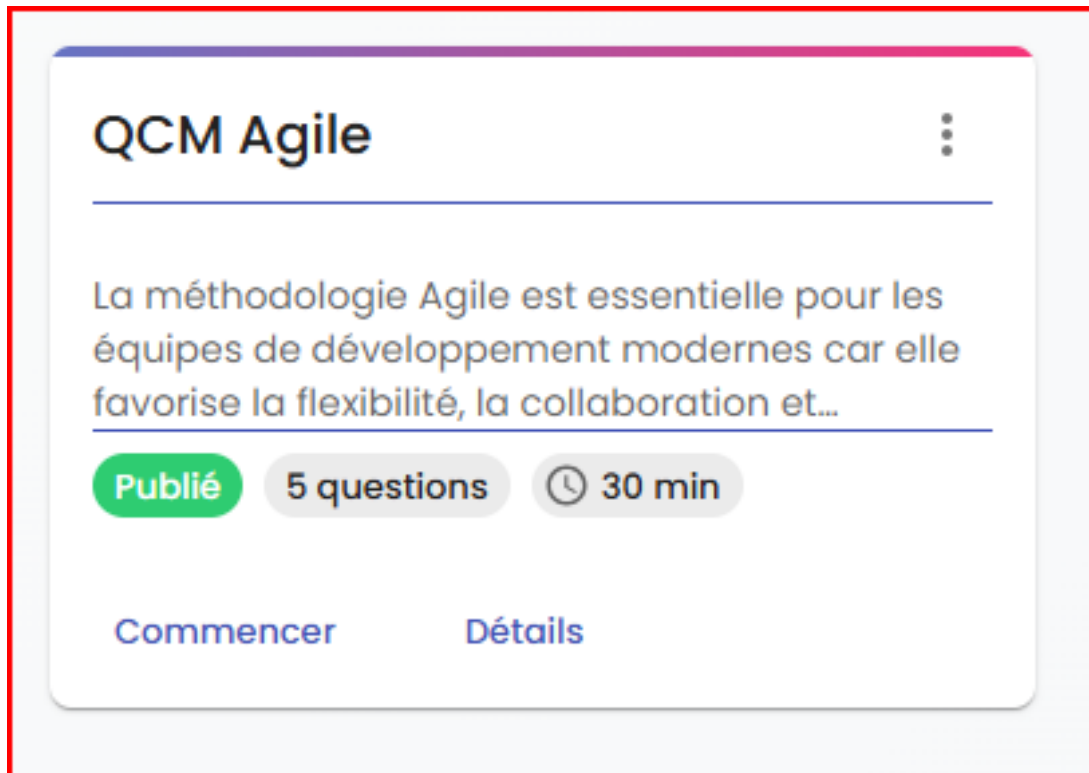 QCM Agile
La méthodologie Agile est essentielle pour les
équipes de développement modernes car elle
favorise la flexibilité, la collaboration et…
Publié 5 questions 30 min
Commencer Détails